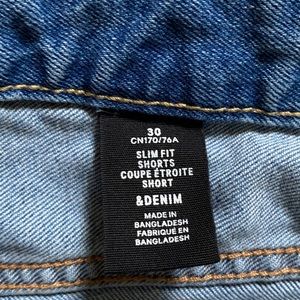 30
CN170/76A
SLIM FIT
SHORTS
COUPE ÉTROITE
SHORT
&DENIM
MADE IN
BANGLADESH
FABRIQUÉ EN
BANGLADESH